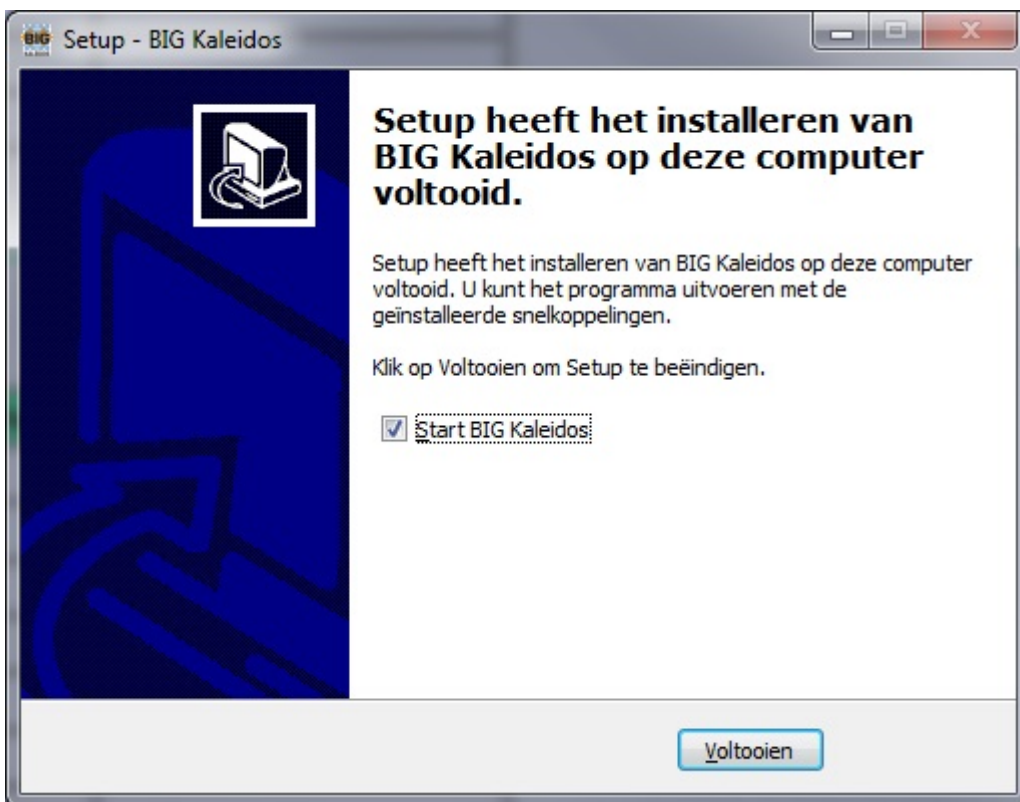 BIG Setup - BIG Kaleidos
Setup heeft het installeren van
BIG Kaleidos op deze computer
voltooid.
Setup heeft het installeren van BIG Kaleidos op deze computer
voltooid. U kunt het programma uitvoeren met de
geïnstalleerde snelkoppelingen.
Klik op Voltooien om Setup te beëindigen.
Start BIG Kaleidos
Voltooien